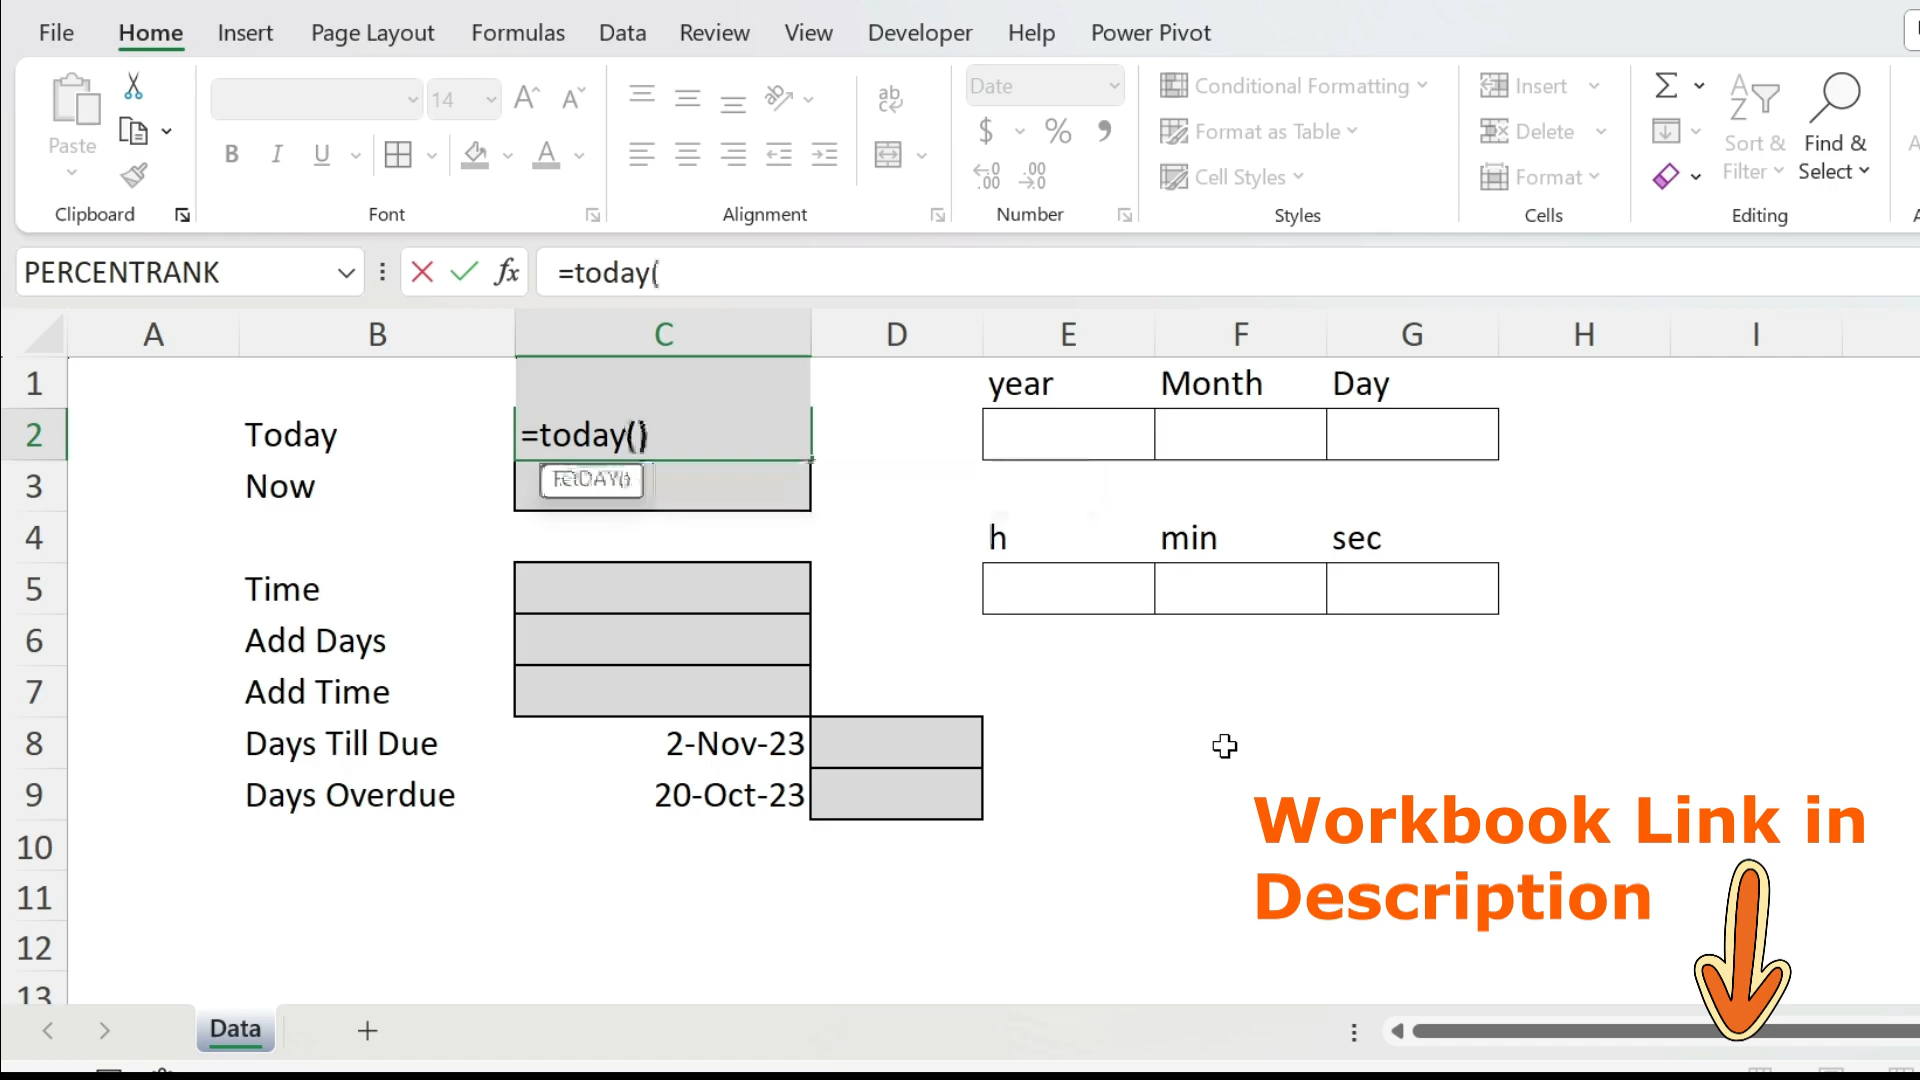 File Home Insert Page Layout Formulas Data Review View Developer Help Power Pivot
Paste
14
B I U A
ab
Date
$ % ,
Conditional Formatting
Format as Table
Cell Styles
Insert
Delete
Format
Sort &
Filter
Find &
Select
Clipboard Font Alignment Number Styles Cells Editing
PERCENTRANK fx =today(
A B C D E F G H I
1 year Month Day
2 Today =today()
3 Now
4 h min sec
5 Time
6 Add Days
7 Add Time
8 Days Till Due 2-Nov-23
9 Days Overdue 20-Oct-23
10
11
12
13
Workbook Link in
Description
Data